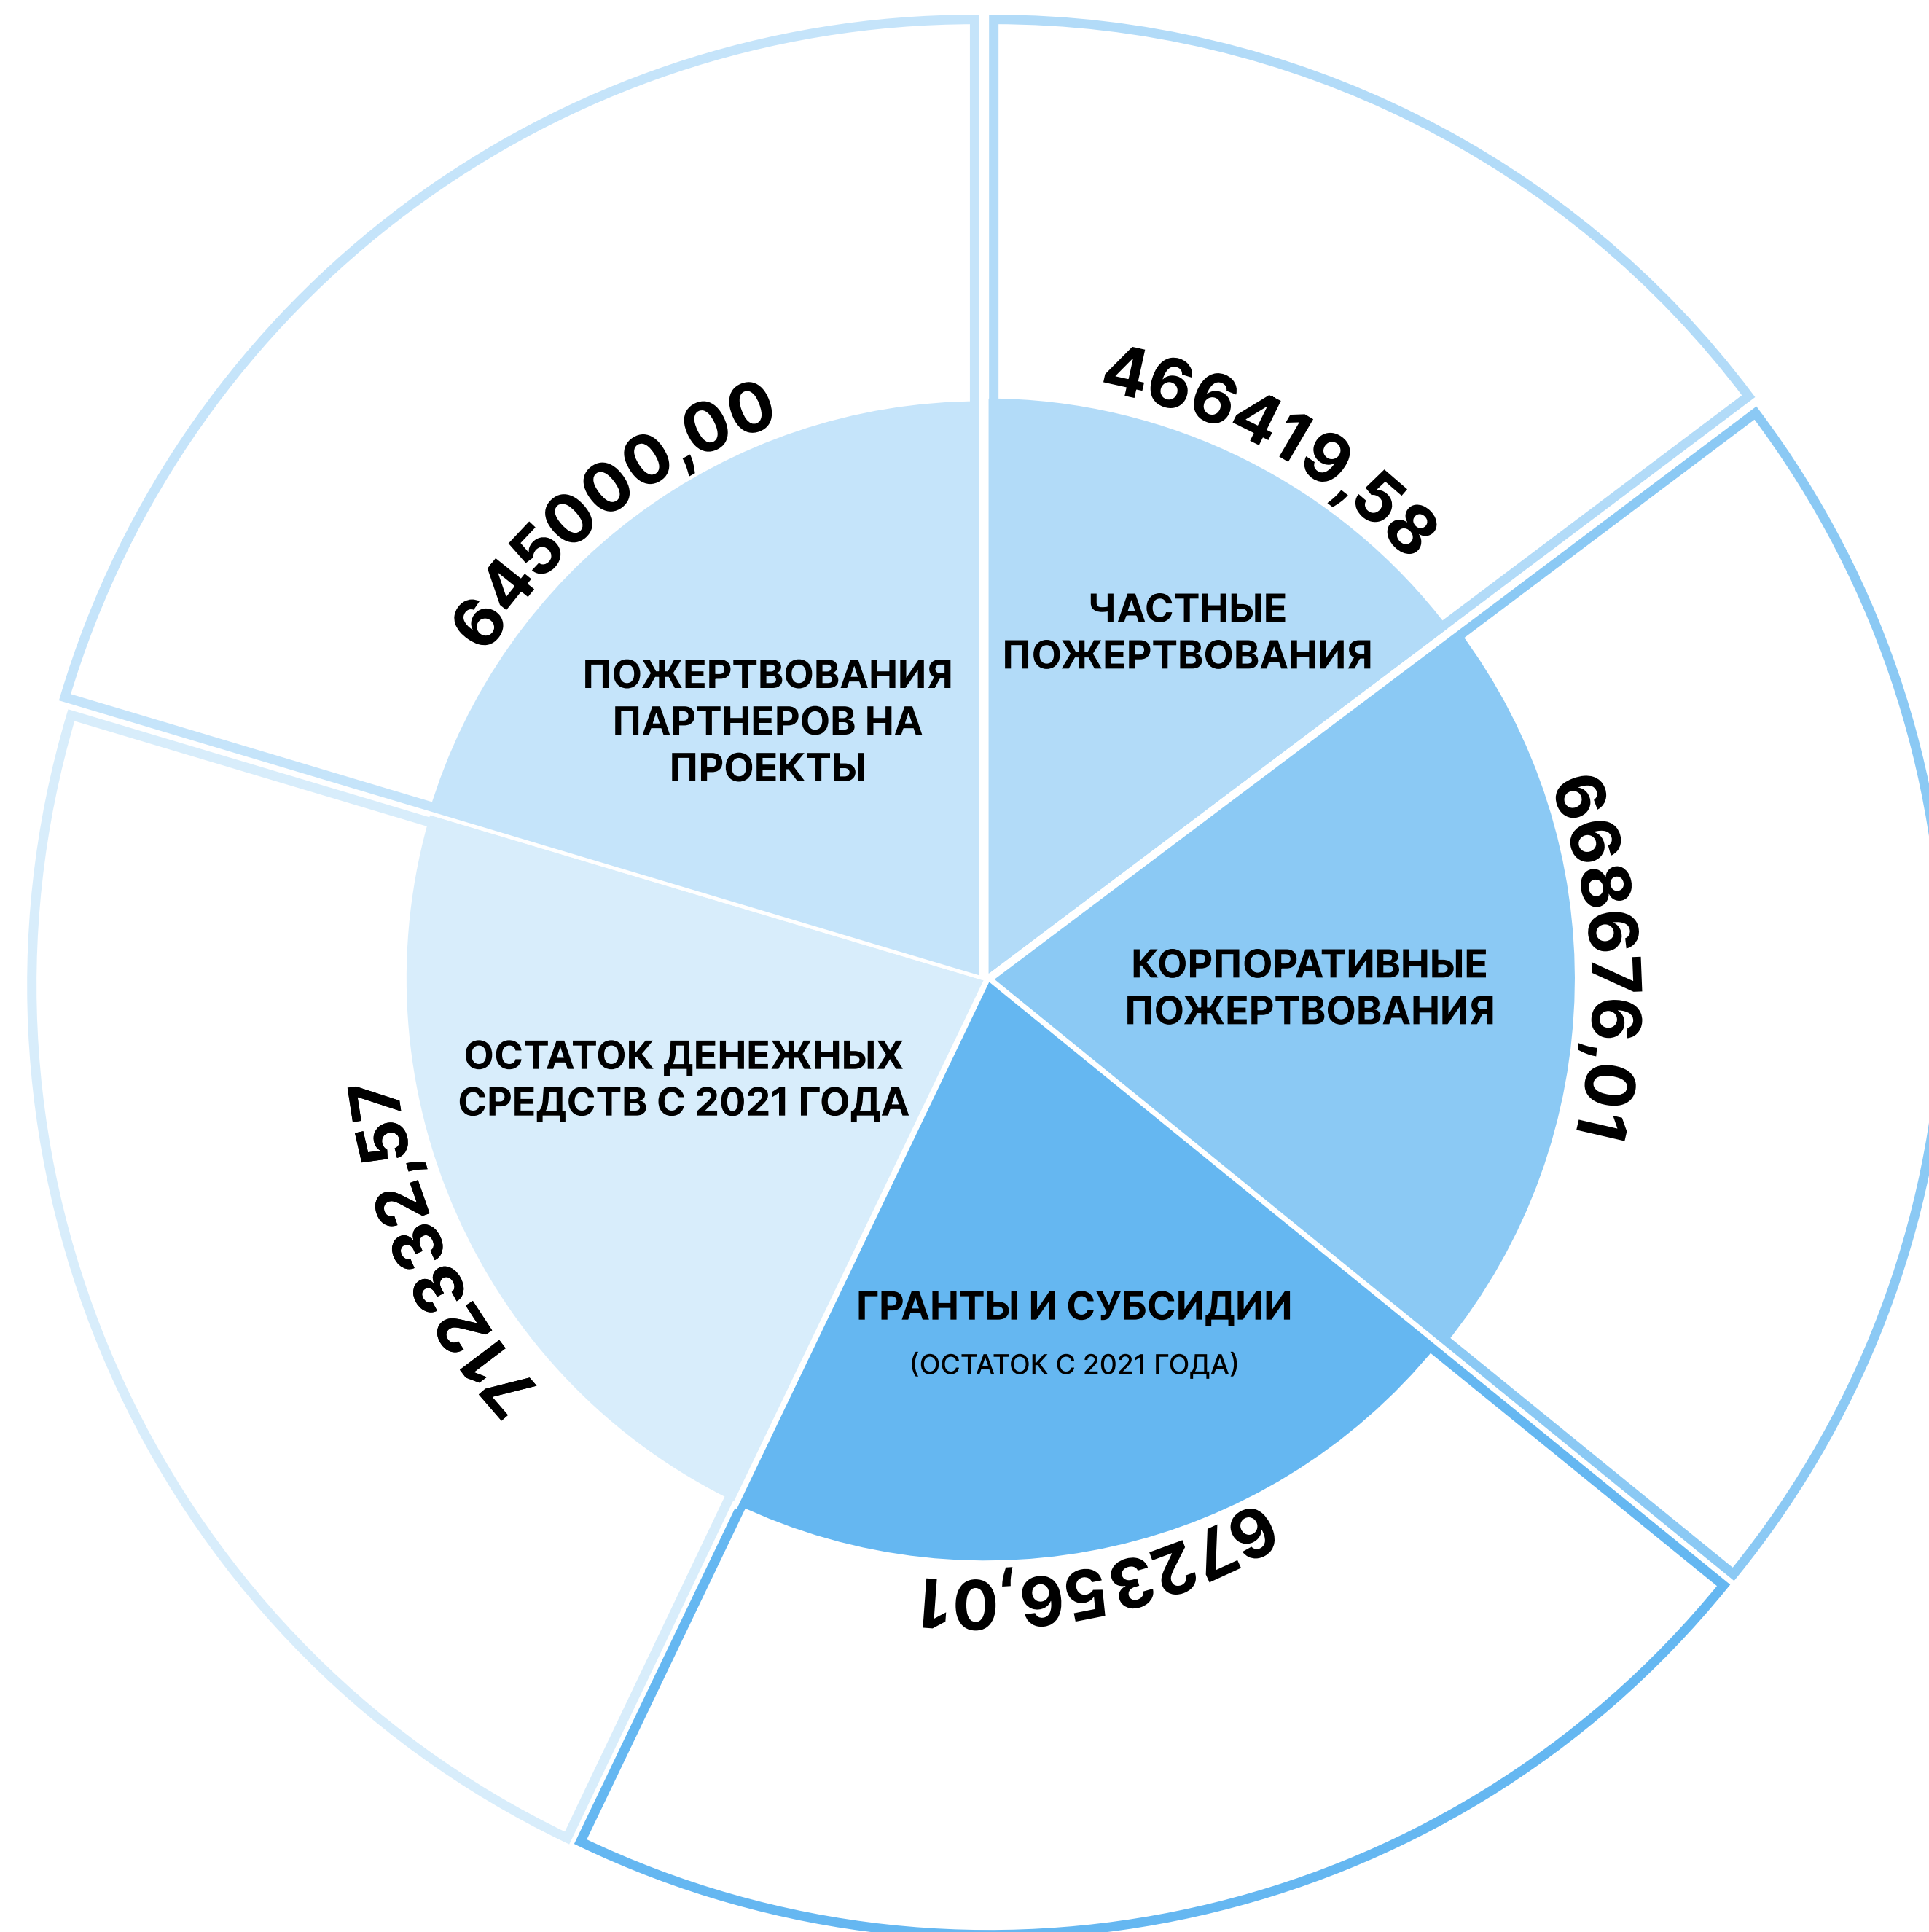 466419,58
ЧАСТНЫЕ
ПОЖЕРТВОВАНИЯ
668676,01
КОРПОРАТИВНЫЕ
ПОЖЕРТВОВАНИЯ
ГРАНТЫ И СУБСИДИИ
(ОСТАТОК С 2021 ГОДА)
672356,01
712332,57
ОСТАТОК ДЕНЕЖНЫХ
СРЕДСТВ С 2021 ГОДА
645000,00
ПОЖЕРТВОВАНИЯ
ПАРТНЕРОВ НА
ПРОЕКТЫ